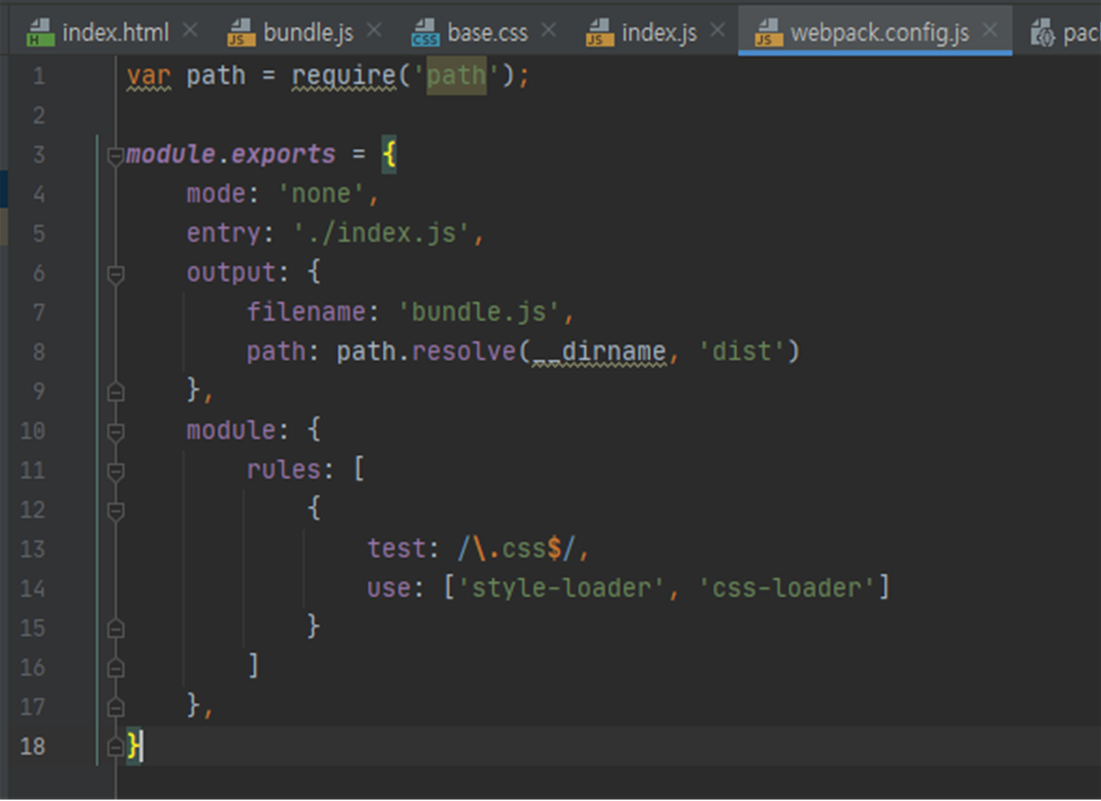 index.html bundle.js base.css index.js webpack.config.js
1 var path = require('path');
2
3 module.exports = {
4     mode: 'none',
5     entry: './index.js',
6     output: {
7         filename: 'bundle.js',
8         path: path.resolve(__dirname, 'dist')
9     },
10     module: {
11         rules: [
12             {
13                 test: /\.css$/,
14                 use: ['style-loader', 'css-loader']
15             }
16         ]
17     },
18 }